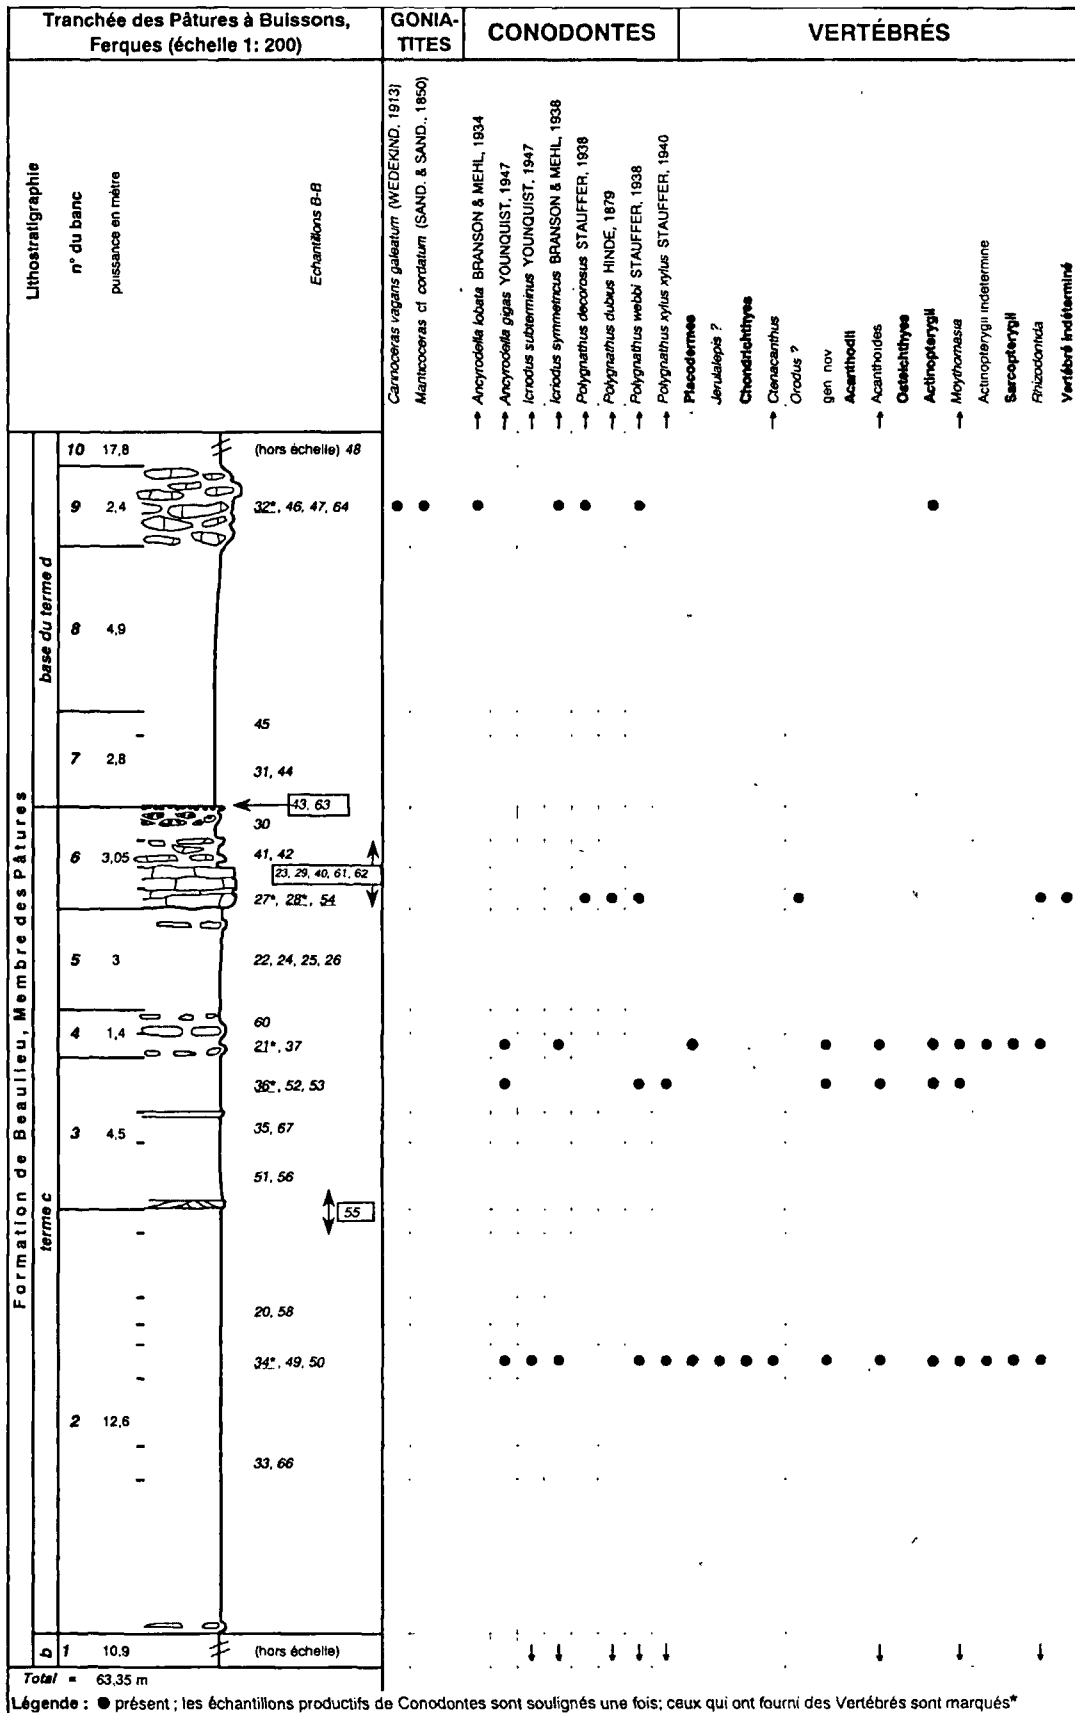 Tranchée des Pâtures à Buissons,
Ferques (échelle 1: 200)
GONIA-
TITES
CONODONTES
VERTÉBRÉS
Lithostratigraphie
n° du banc
puissance en mètre
Echantillons B-B
Carinoceras vagans galeatum (WEDEKIND, 1913)
Manticoceras cf cordatum (SAND. & SAND., 1850)
Ancyrodella lobata BRANSON & MEHL, 1934
Ancyrodella gigas YOUNQUIST, 1947
Icriodus subterminus YOUNQUIST, 1947
Icriodus symmetricus BRANSON & MEHL, 1938
Polygnathus decorosus STAUFFER, 1938
Polygnathus dubius HINDE, 1879
Polygnathus webbi STAUFFER, 1938
Polygnathus xylus xylus STAUFFER, 1940
Placodermes
Jerulalepis ?
Chondrichthyes
Ctenacanthus
Orodus ?
gen nov
Acanthodii
Acanthoides
Osteichthyes
Actinopterygii
Moythomasia
Actinopterygii indeterminé
Sarcopterygii
Rhizodontida
Vertébré indéterminé
Formation de Beaulieu, Membre des Pâtures
base du terme d
terme c
b
10 17,8 (hors échelle) 48
9 2,4 32*, 46, 47, 64
8 4,9
45
7 2,8
31, 44
43, 63
30
6 3,05 41, 42
23, 29, 40, 61, 62
27*, 28*, 54
5 3 22, 24, 25, 26
60
4 1,4
21*, 37
36*, 52, 53
3 4,5 35, 67
51, 56
55
20, 58
34*, 49, 50
2 12,6
33, 66
1 10,9 (hors échelle)
Total = 63,35 m
Légende : ● présent ; les échantillons productifs de Conodontes sont soulignés une fois; ceux qui ont fourni des Vertébrés sont marqués*